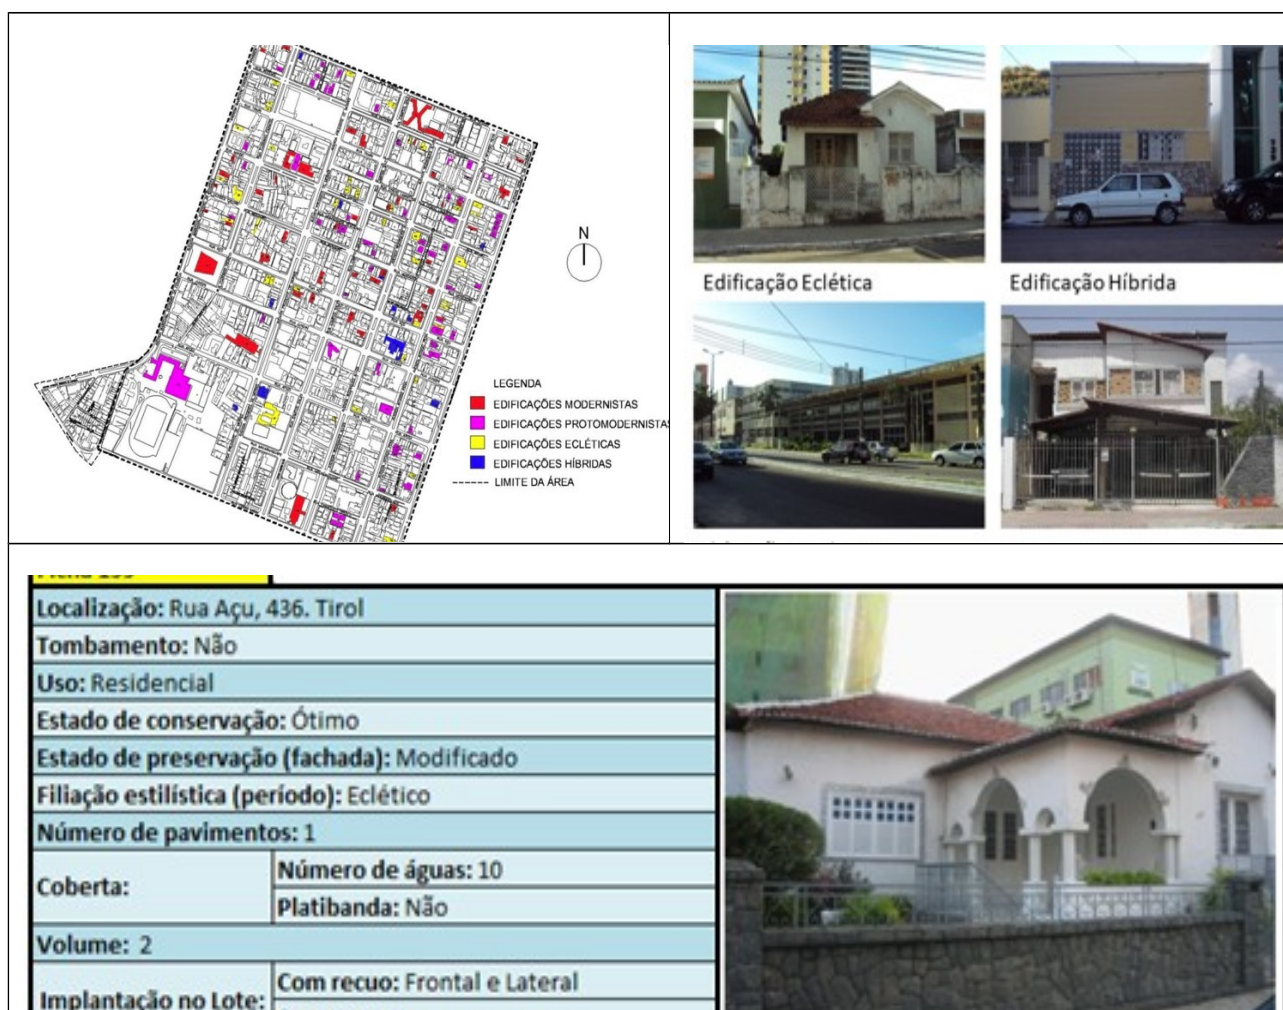 N
LEGENDA
EDIFICAÇÕES MODERNISTAS
EDIFICAÇÕES PROTOMODERNISTAS
EDIFICAÇÕES ECLÉTICAS
EDIFICAÇÕES HÍBRIDAS
LIMITE DA ÁREA
Edificação Eclética
Edificação Híbrida
Localização: Rua Açu, 436. Tirol
Tombamento: Não
Uso: Residencial
Estado de conservação: Ótimo
Estado de preservação (fachada): Modificado
Filiação estilística (período): Eclético
Número de pavimentos: 1
Coberta:
Número de águas: 10
Platibanda: Não
Volume: 2
Implantação no Lote:
Com recuo: Frontal e Lateral